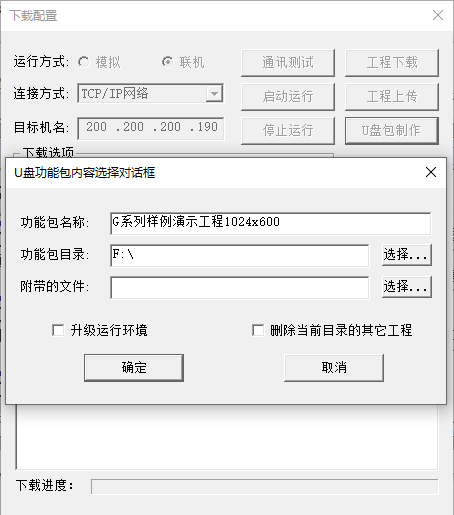 下载配置
运行方式: 模拟 联机 通讯测试 工程下载
连接方式: TCP/IP网络 启动运行 工程上传
目标机名: 200 .200 .200 .190 停止运行 U盘包制作
下载选项
U盘功能包内容选择对话框
功能包名称: G系列样例演示工程1024x600
功能包目录: F:\ 选择...
附带的文件: 选择...
升级运行环境 删除当前目录的其它工程
确定 取消
下载进度: